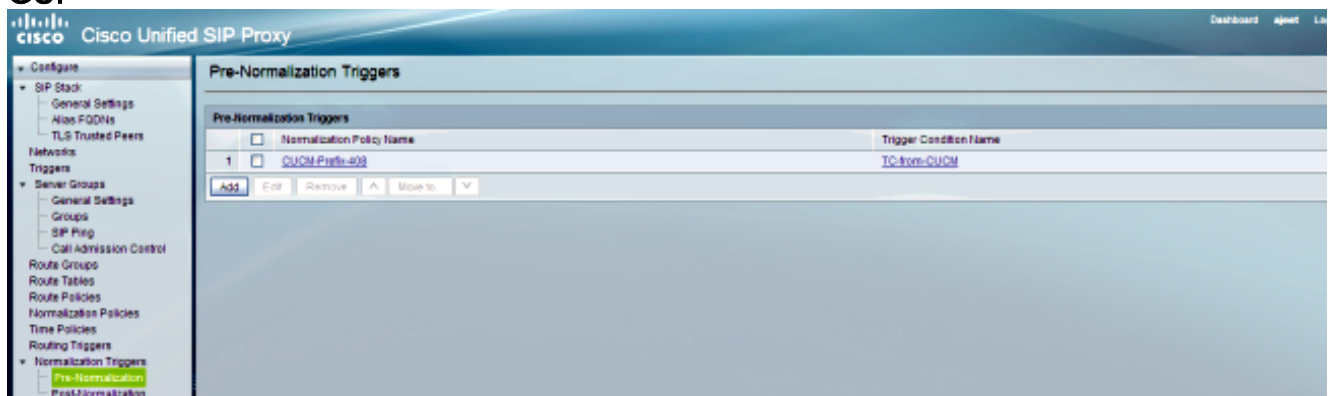 cisco Cisco Unified SIP Proxy
Dashboard ajeet
Configure
SIP Stack
General Settings
Alias FQDNs
TLS Trusted Peers
Networks
Triggers
Server Groups
General Settings
Groups
SIP Ping
Call Admission Control
Route Groups
Route Tables
Route Policies
Normalization Policies
Time Policies
Routing Triggers
Normalization Triggers
Pre-Normalization
Post-Normalization
Pre-Normalization Triggers
Pre-Normalization Triggers
Normalization Policy Name Trigger Condition Name
1 CUCM-Prefix-408 TC-from-CUCM
Add Edit Remove Move to